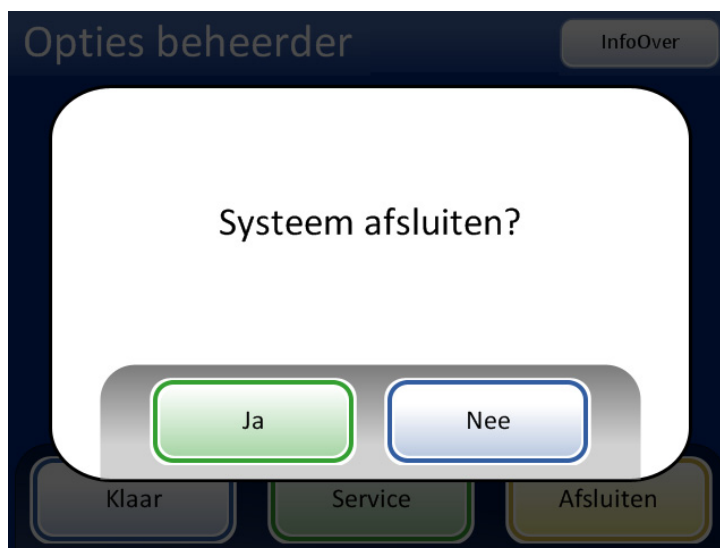 Opties beheerder
InfoOver
Systeem afsluiten?
Ja
Nee
Klaar
Service
Afsluiten